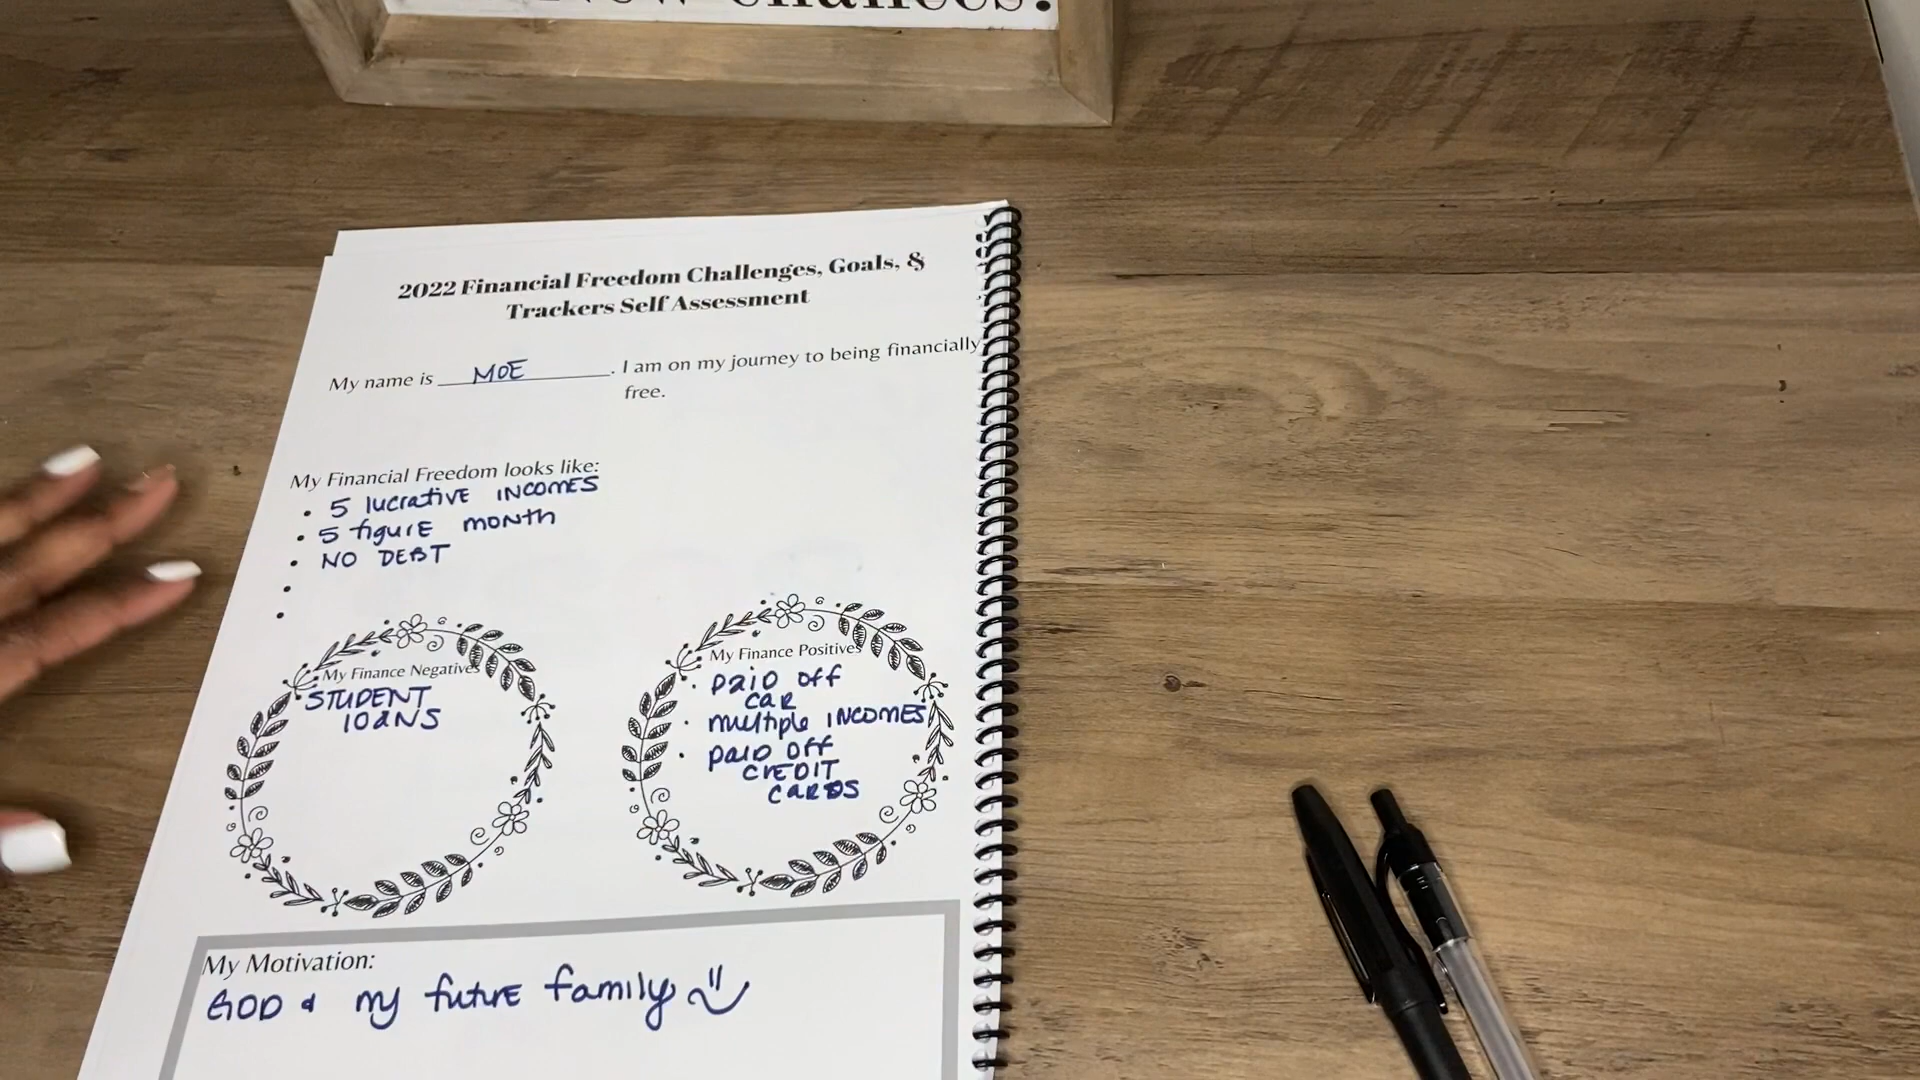 chances!
2022 Financial Freedom Challenges, Goals, &
Trackers Self Assessment
My name is MOE. I am on my journey to being financially
free.
My Financial Freedom looks like:
• 5 lucrative INCOMES
• 5 figure month
• NO DEBT
•
•
My Finance Negatives
STUDENT
loans
My Finance Positives
• paid off
car
• multiple INCOMES
• paid off
CREDIT
cards
My Motivation:
GOD & my future family